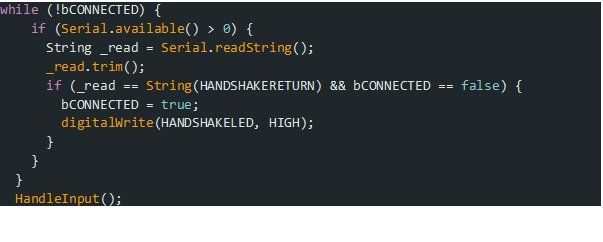 while (!bCONNECTED) {
    if (Serial.available() > 0) {
      String _read = Serial.readString();
      _read.trim();
      if (_read == String(HANDSHAKERETURN) && bCONNECTED == false) {
        bCONNECTED = true;
        digitalWrite(HANDSHAKELED, HIGH);
      }
    }
  }
  HandleInput();